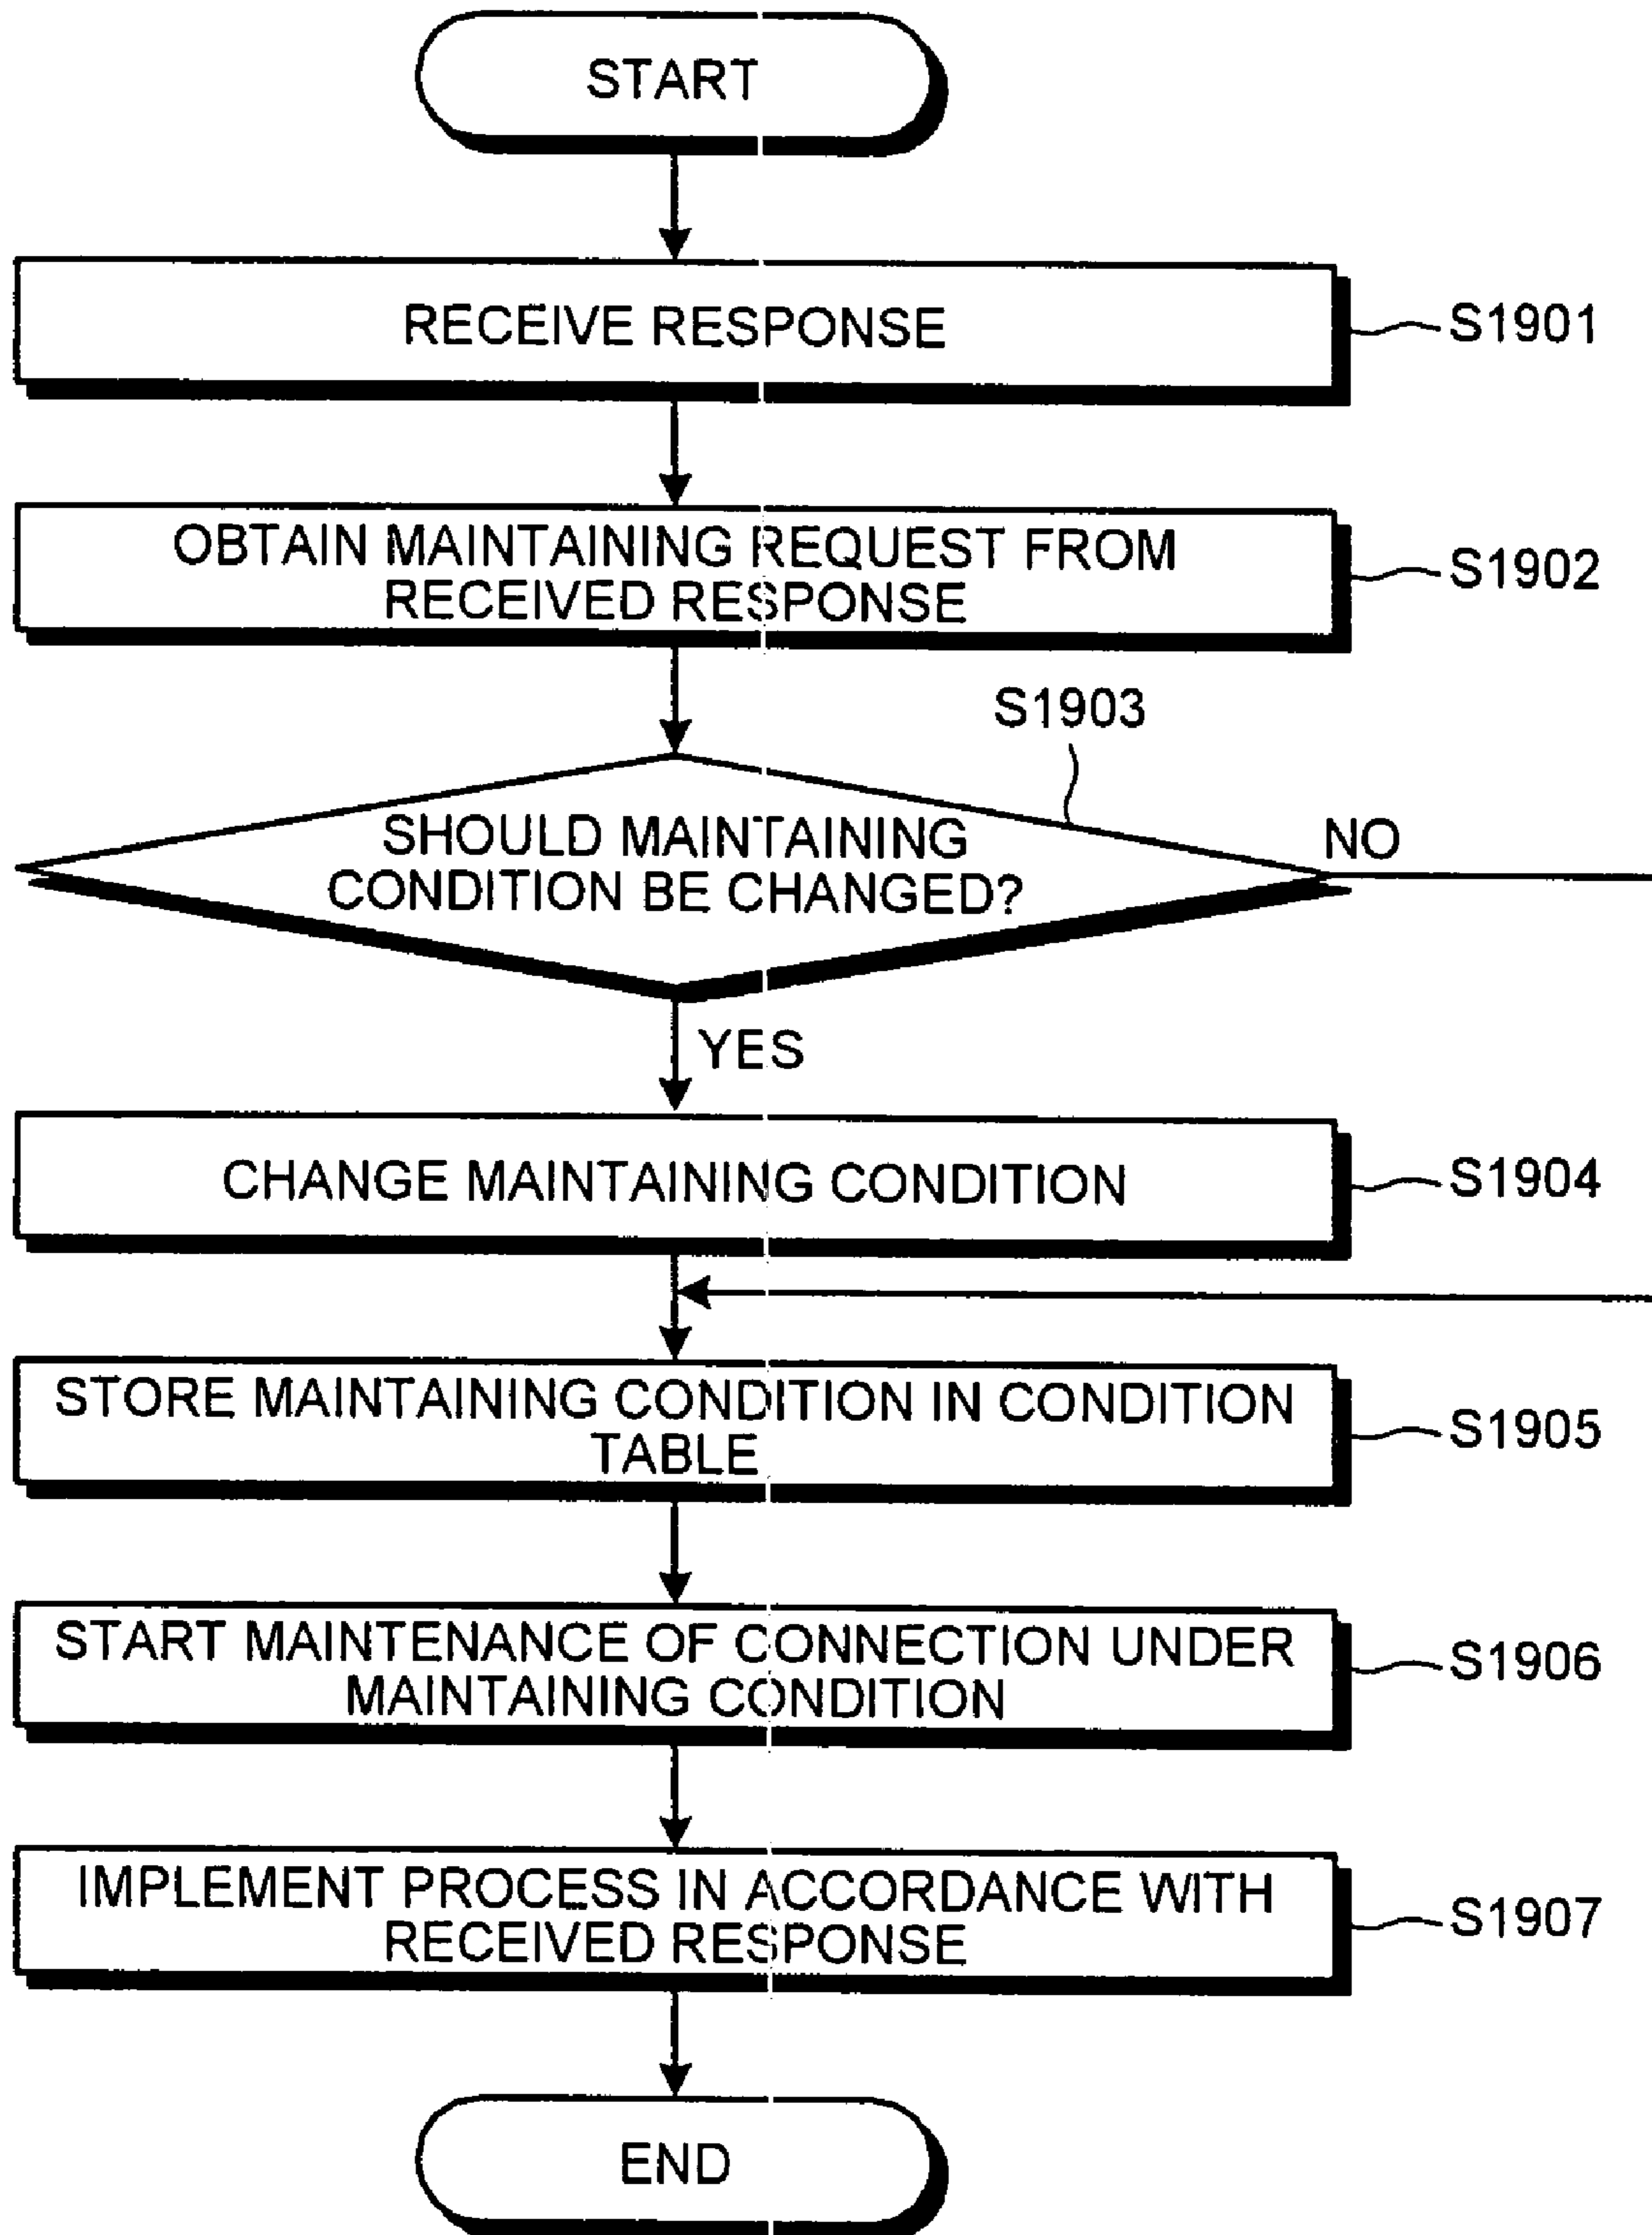 START
RECEIVE RESPONSE
S1901
OBTAIN MAINTAINING REQUEST FROM
RECEIVED RESPONSE
S1902
S1903
SHOULD MAINTAINING
CONDITION BE CHANGED?
NO
YES
CHANGE MAINTAINING CONDITION
S1904
STORE MAINTAINING CONDITION IN CONDITION
TABLE
S1905
START MAINTENANCE OF CONNECTION UNDER
MAINTAINING CONDITION
S1906
IMPLEMENT PROCESS IN ACCORDANCE WITH
RECEIVED RESPONSE
S1907
END